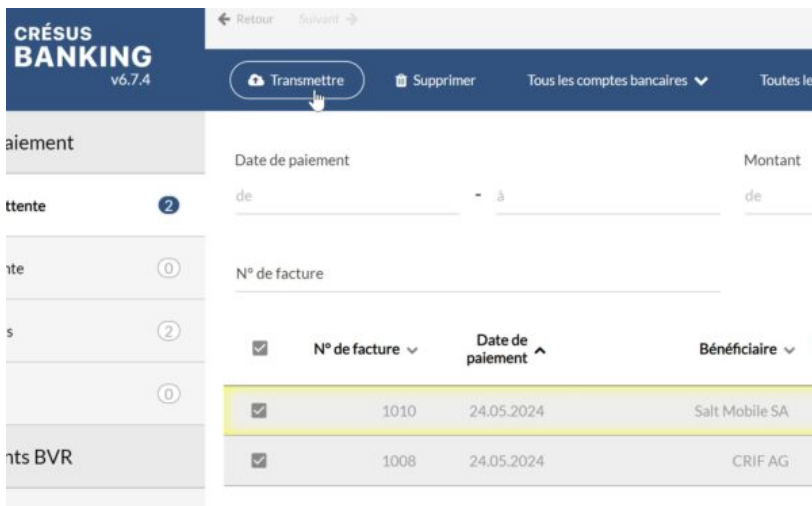 CRÉSUS
BANKING
v6.7.4
Retour Suivant
Transmettre Supprimer Tous les comptes bancaires Toutes le
aiement
Date de paiement Montant
ttente 2 de - à de
nte 0 N° de facture
s 2
N° de facture Date de paiement Bénéficiaire
0
1010 24.05.2024 Salt Mobile SA
nts BVR 1008 24.05.2024 CRIF AG